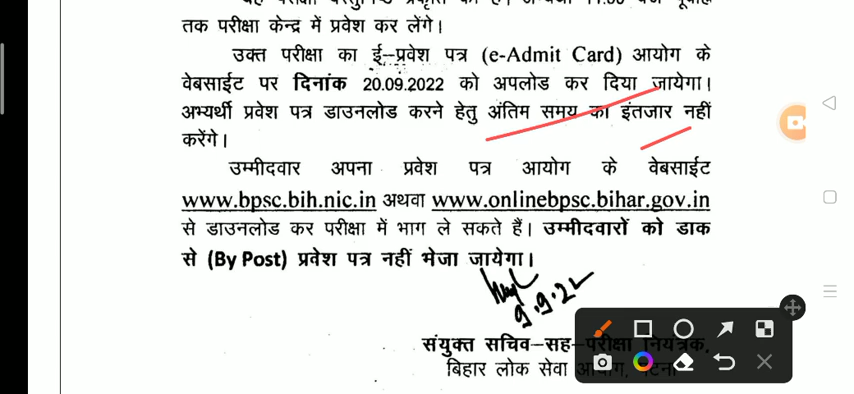 तक परीक्षा केन्द्र में प्रवेश कर लेंगे।
उक्त परीक्षा का ई–प्रवेश पत्र (e-Admit Card) आयोग के
वेबसाईट पर दिनांक 20.09.2022 को अपलोड कर दिया जायेगा।
अभ्यर्थी प्रवेश पत्र डाउनलोड करने हेतु अंतिम समय का इंतजार नहीं
करेंगे।
उम्मीदवार अपना प्रवेश पत्र आयोग के वेबसाईट
www.bpsc.bih.nic.in अथवा www.onlinebpsc.bihar.gov.in
से डाउनलोड कर परीक्षा में भाग ले सकते हैं। उम्मीदवारों को डाक
से (By Post) प्रवेश पत्र नहीं भेजा जायेगा।
9.9.22
संयुक्त सचिव–सह–परीक्षा नियंत्रक,
बिहार लोक सेवा आयोग, पटना